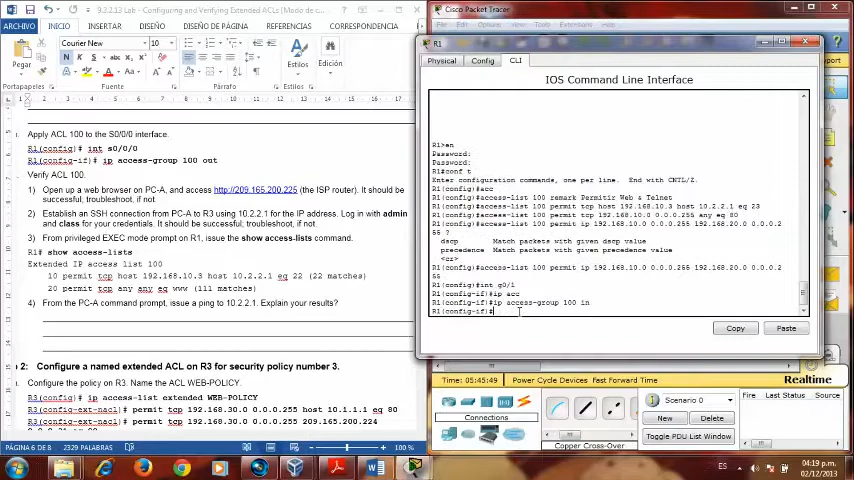 9.3.2.13 Lab - Configuring and Verifying Extended ACLs [Modo de c
ARCHIVO INICIO INSERTAR DISEÑO DISEÑO DE PÁGINA REFERENCIAS CORRESPONDENCIA
Courier New 10
N K S
Pegar
Portapapeles
Fuente
Párrafo
Estilos
Edición
Estilos
Apply ACL 100 to the S0/0/0 interface.
R1(config)# int s0/0/0
R1(config-if)# ip access-group 100 out
Verify ACL 100.
1) Open up a web browser on PC-A, and access http://209.165.200.225 (the ISP router). It should be
successful; troubleshoot, if not.
2) Establish an SSH connection from PC-A to R3 using 10.2.2.1 for the IP address. Log in with admin
and class for your credentials. It should be successful; troubleshoot, if not.
3) From privileged EXEC mode prompt on R1, issue the show access-lists command.
R1# show access-lists
Extended IP access list 100
10 permit tcp host 192.168.10.3 host 10.2.2.1 eq 22 (22 matches)
20 permit tcp any any eq www (111 matches)
4) From the PC-A command prompt, issue a ping to 10.2.2.1. Explain your results?
p 2: Configure a named extended ACL on R3 for security policy number 3.
Configure the policy on R3. Name the ACL WEB-POLICY.
R3(config)# ip access-list extended WEB-POLICY
R3(config-ext-nacl)# permit tcp 192.168.30.0 0.0.0.255 host 10.1.1.1 eq 80
R3(config-ext-nacl)# permit tcp 192.168.30.0 0.0.0.255 209.165.200.224
PÁGINA 6 DE 8 2329 PALABRAS 100 %
Cisco Packet Tracer
File Edit Options View Tools Extensions Help
R1
Physical Config CLI
IOS Command Line Interface
R1>en
Password:
Password:
R1#conf t
Enter configuration commands, one per line. End with CNTL/Z.
R1(config)#acc
R1(config)#access-list 100 remark Permitir Web & Telnet
R1(config)#access-list 100 permit tcp host 192.168.10.3 host 10.2.2.1 eq 23
R1(config)#access-list 100 permit tcp 192.168.10.0 0.0.0.255 any eq 80
R1(config)#access-list 100 permit ip 192.168.10.0 0.0.0.255 192.168.20.0 0.0.0.2
55 ?
dscp Match packets with given dscp value
precedence Match packets with given precedence value
<cr>
R1(config)#access-list 100 permit ip 192.168.10.0 0.0.0.255 192.168.20.0 0.0.0.2
55
R1(config)#int g0/1
R1(config-if)#ip acc
R1(config-if)#ip access-group 100 in
R1(config-if)#
Copy Paste
Time: 05:45:49 Power Cycle Devices Fast Forward Time Realtime
Connections
Copper Cross-Over
Scenario 0
New Delete
Toggle PDU List Window
Fire Last Status Source
ES
04:19 p.m.
02/12/2013